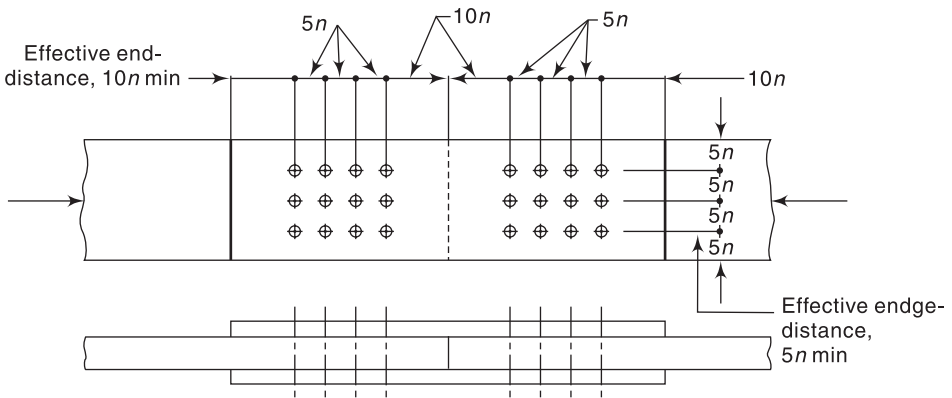 5n
10n
5n
Effective end-
distance, 10n min
10n
5n
5n
5n
5n
Effective endge-
distance,
5n min